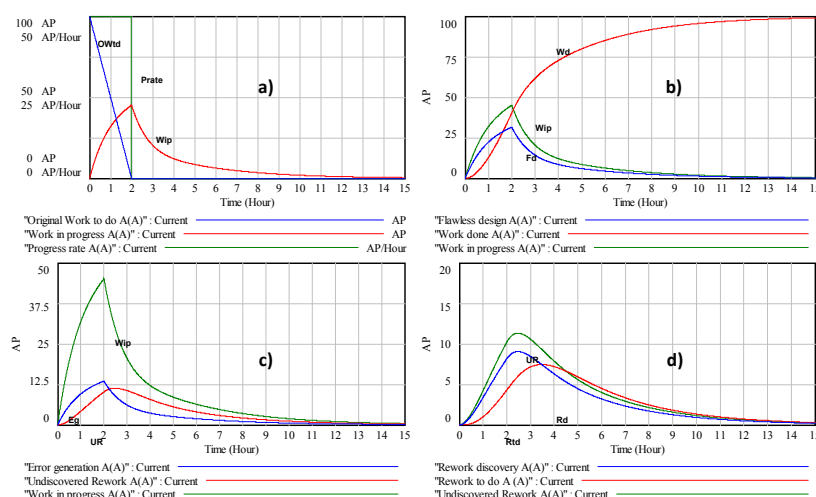 100 AP
50 AP/Hour
50 AP
25 AP/Hour
0 AP
0 AP/Hour
OWtd
Prate
a)
Wip
0 1 2 3 4 5 6 7 8 9 10 11 12 13 14 15
Time (Hour)
"Original Work to do A(A)" : Current AP
"Work in progress A(A)" : Current AP
"Progress rate A(A)" : Current AP/Hour
100
75
50
25
0
AP
Wd
b)
Wip
Fd
0 1 2 3 4 5 6 7 8 9 10 11 12 13 14 15
Time (Hour)
"Flawless design A(A)" : Current
"Work done A(A)" : Current
"Work in progress A(A)" : Current
50
37.5
25
12.5
0
AP
Wip
c)
Eg
UR
0 1 2 3 4 5 6 7 8 9 10 11 12 13 14 15
Time (Hour)
"Error generation A(A)" : Current
"Undiscovered Rework A(A)" : Current
"Work in progress A(A)" : Current
20
15
10
5
0
AP
UR
d)
Rd
Rtd
0 1 2 3 4 5 6 7 8 9 10 11 12 13 14 15
Time (Hour)
"Rework discovery A(A)" : Current
"Rework to do A (A)" : Current
"Undiscovered Rework A(A)" : Current